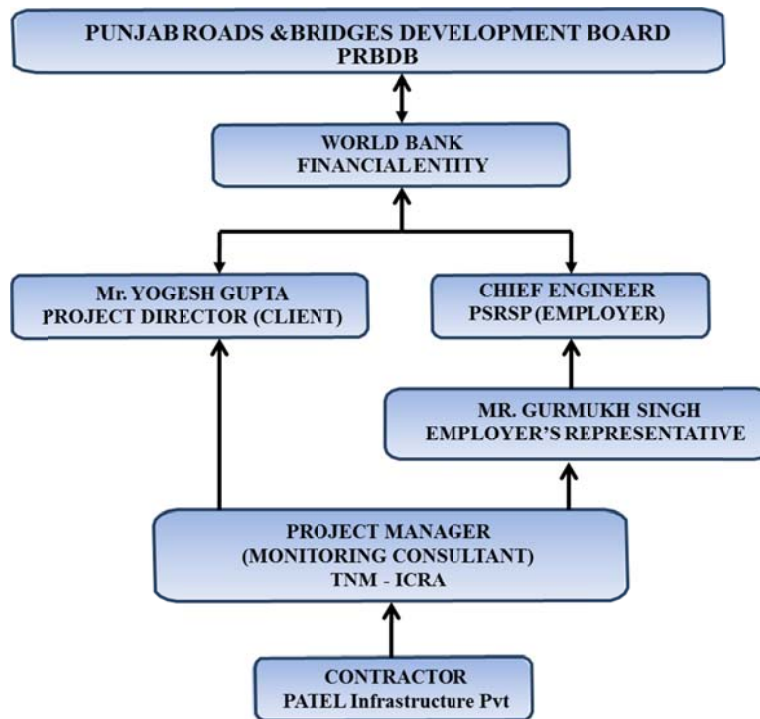 PUNJAB ROADS & BRIDGES DEVELOPMENT BOARD
PRBDB
WORLD BANK
FINANCIAL ENTITY
Mr. YOGESH GUPTA
PROJECT DIRECTOR (CLIENT)
CHIEF ENGINEER
PSRSP (EMPLOYER)
MR. GURMUKH SINGH
EMPLOYER'S REPRESENTATIVE
PROJECT MANAGER
(MONITORING CONSULTANT)
TNM - ICRA
CONTRACTOR
PATEL Infrastructure Pvt